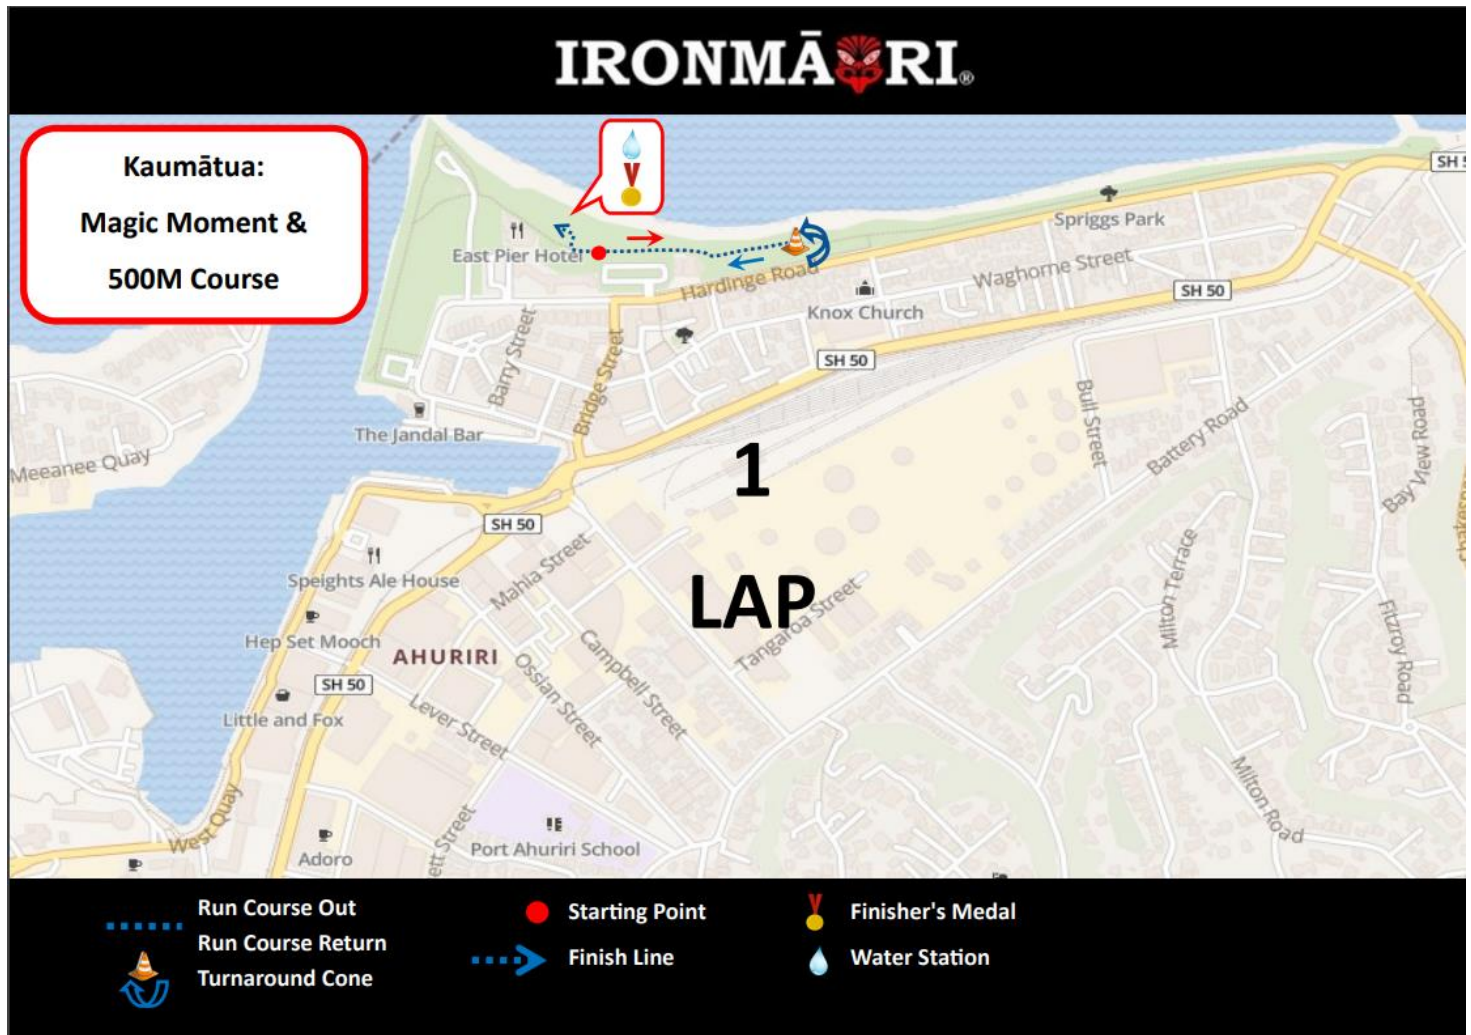 IRONMĀORI®
Kaumātua:
Magic Moment &
500M Course
SH 5
Spriggs Park
East Pier Hotel
Hardinge Road
Waghorne Street
SH 50
Knox Church
Barry Street
Bridge Street
SH 50
Bull Street
Battery Road
Bay View Road
The Jandal Bar
Meeanee Quay
1
LAP
SH 50
Mahia Street
Speights Ale House
Hep Set Mooch
AHURIRI
SH 50
Little and Fox
Lever Street
Ossian Street
Campbell Street
Tangaroa Street
Milton Terrace
Fitzroy Road
Milton Road
West Quay
Adoro
ett Street
Port Ahuriri School
Run Course Out
Run Course Return
Turnaround Cone
Starting Point
Finish Line
Finisher's Medal
Water Station